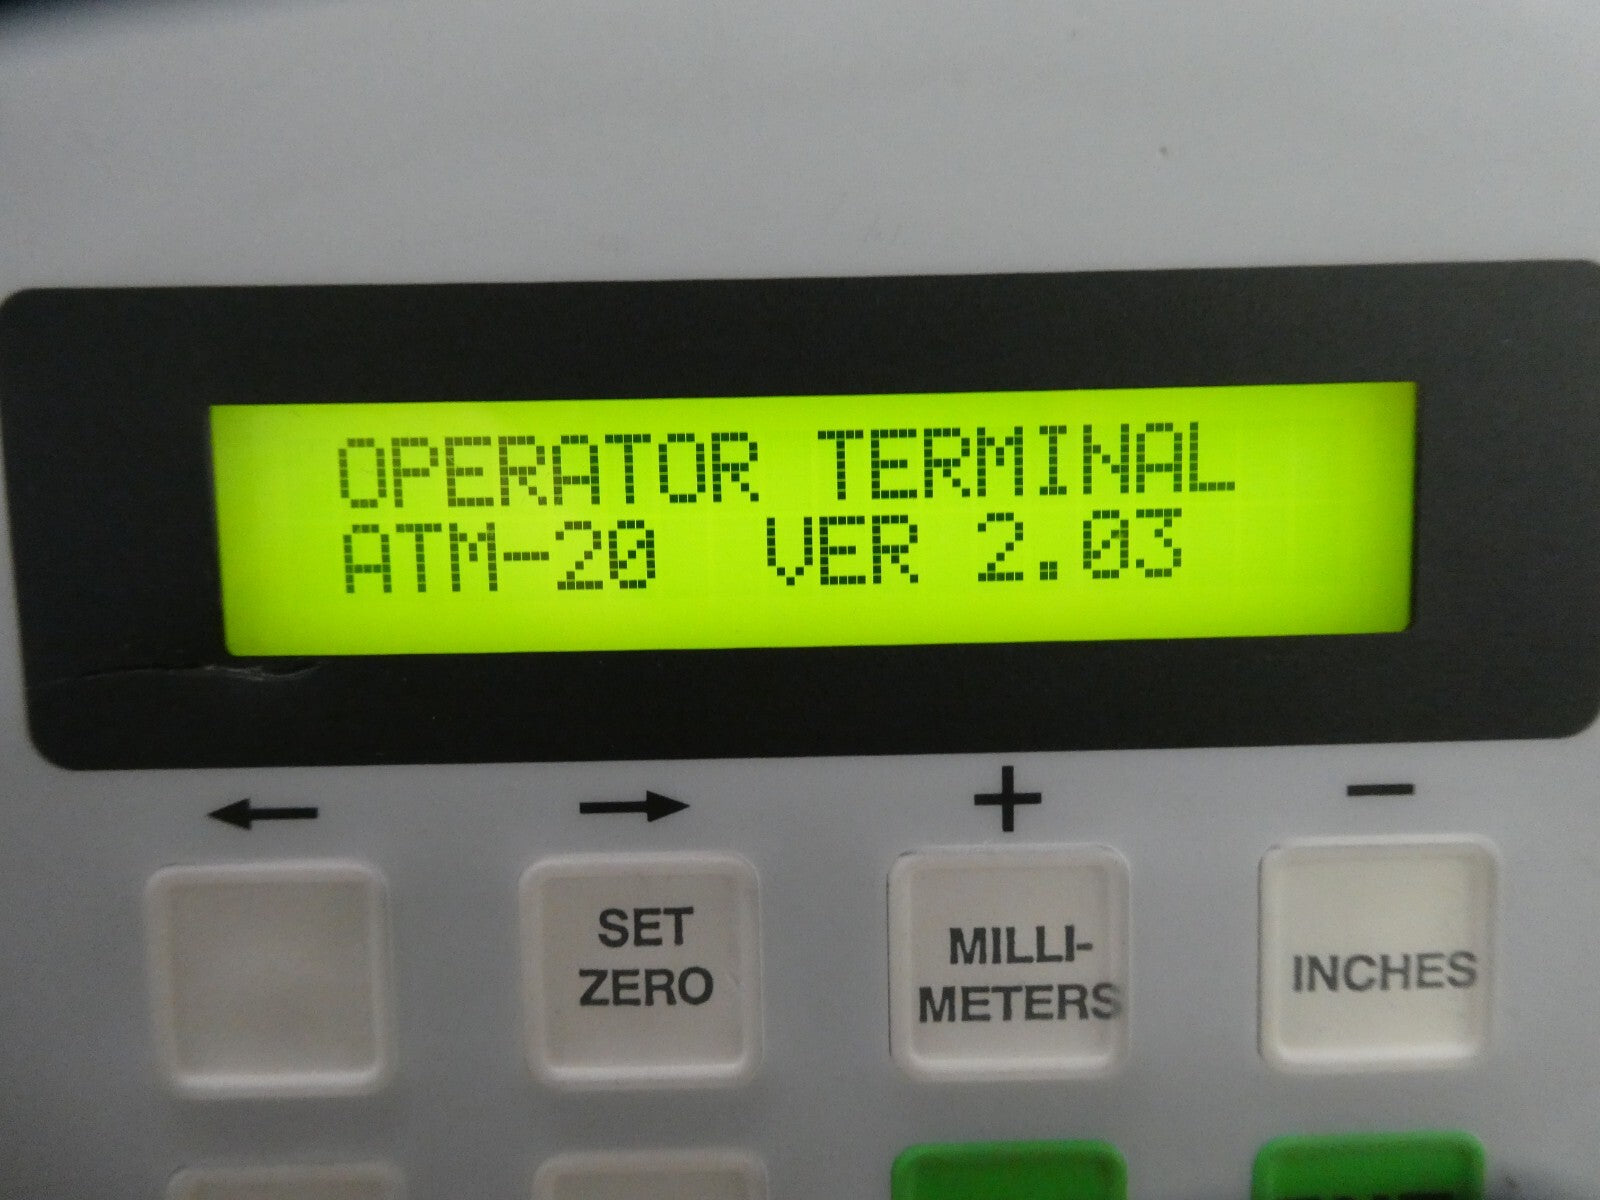 OPERATOR TERMINAL
ATM-20 VER 2.03
← → + −
SET
ZERO
MILLI-
METERS
INCHES